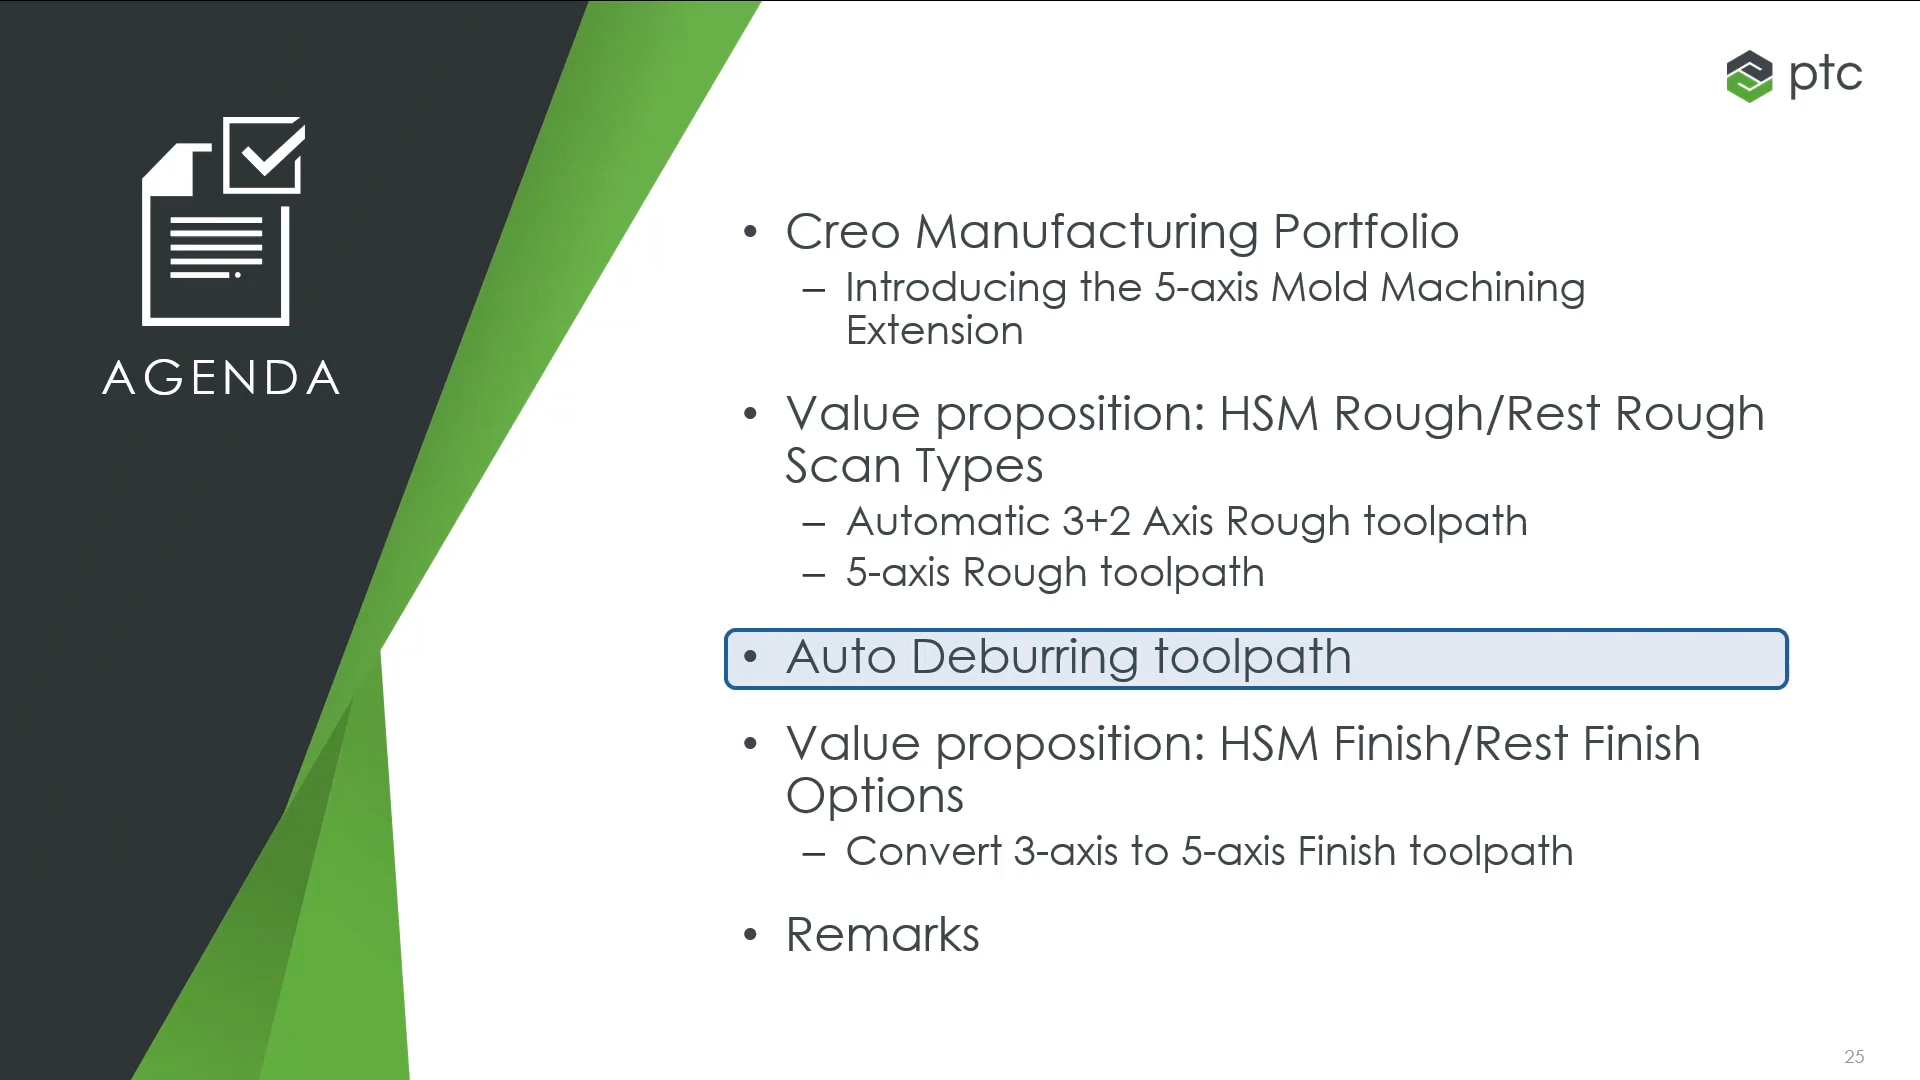 ptc
AGENDA
• Creo Manufacturing Portfolio
– Introducing the 5-axis Mold Machining
Extension
• Value proposition: HSM Rough/Rest Rough
Scan Types
– Automatic 3+2 Axis Rough toolpath
– 5-axis Rough toolpath
• Auto Deburring toolpath
• Value proposition: HSM Finish/Rest Finish
Options
– Convert 3-axis to 5-axis Finish toolpath
• Remarks
25